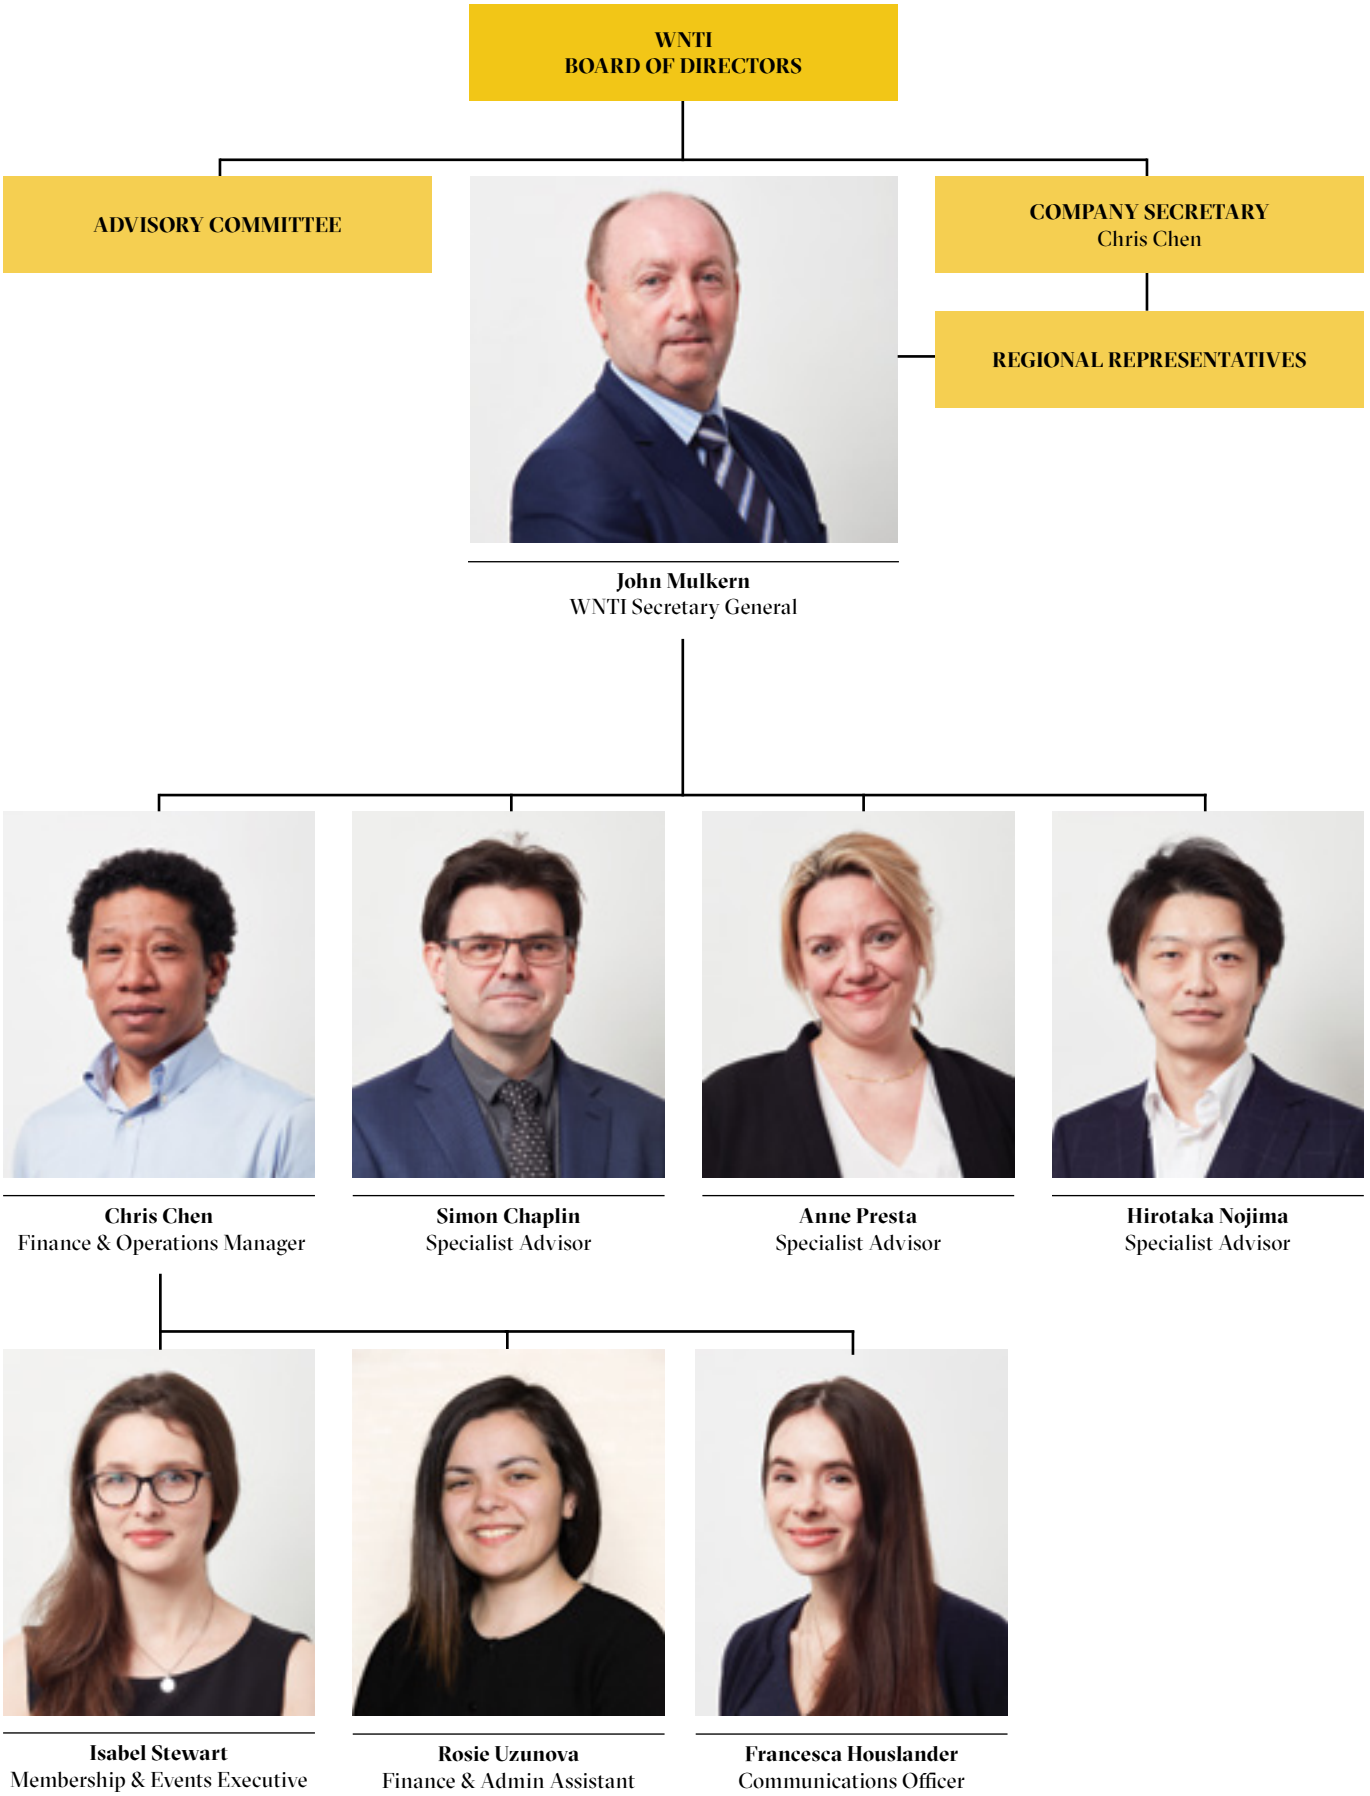 WNTI
BOARD OF DIRECTORS
ADVISORY COMMITTEE
COMPANY SECRETARY
Chris Chen
REGIONAL REPRESENTATIVES
John Mulkern
WNTI Secretary General
Chris Chen
Finance & Operations Manager
Simon Chaplin
Specialist Advisor
Anne Presta
Specialist Advisor
Hirotaka Nojima
Specialist Advisor
Isabel Stewart
Membership & Events Executive
Rosie Uzunova
Finance & Admin Assistant
Francesca Houslander
Communications Officer